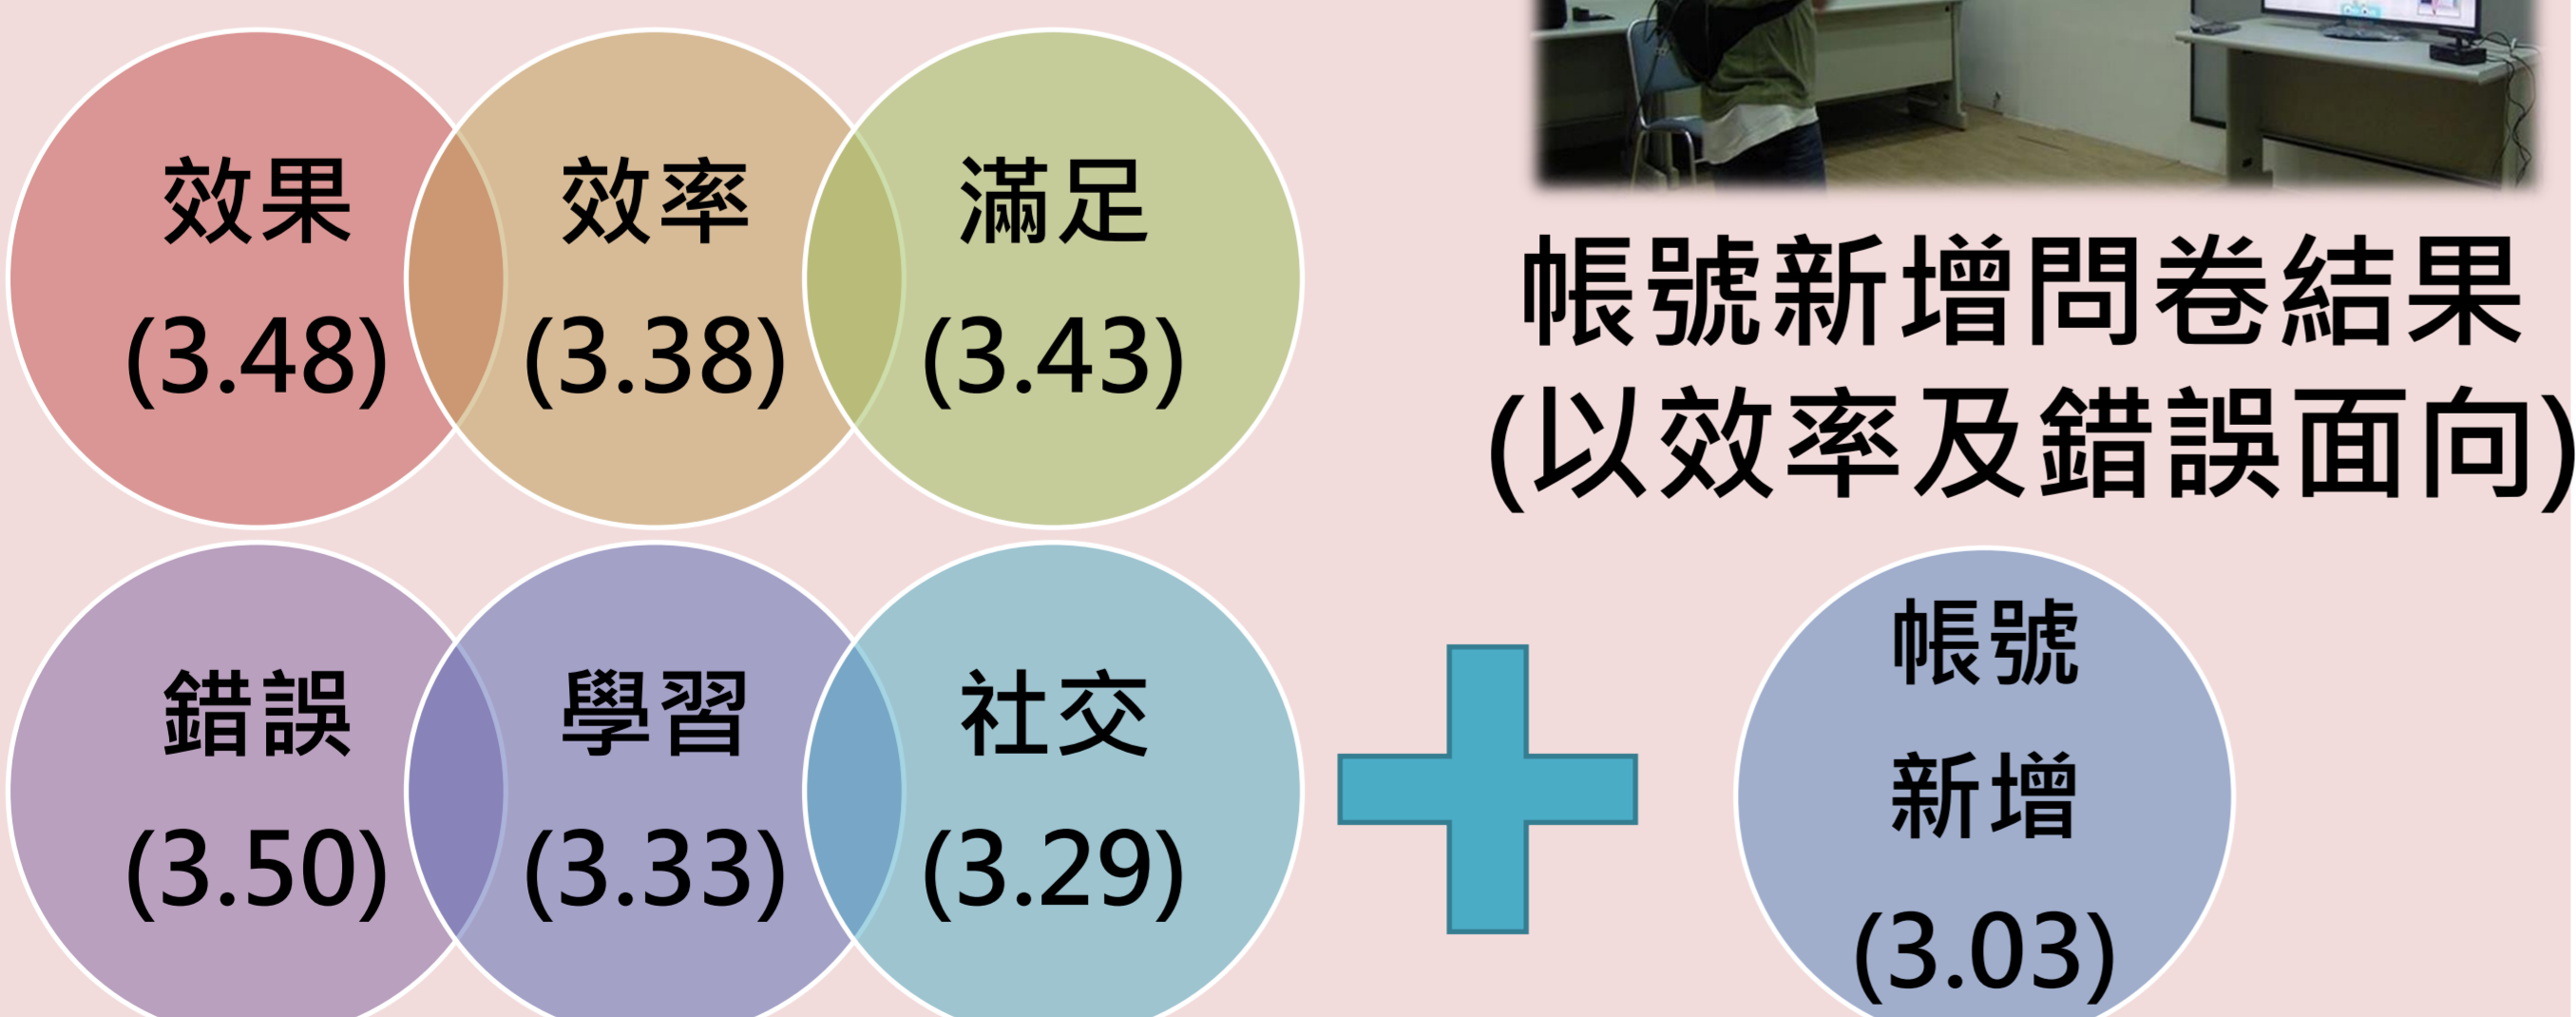 效果
(3.48)
效率
(3.38)
滿足
(3.43)
帳號新增問卷結果
(以效率及錯誤面向)
錯誤
(3.50)
學習
(3.33)
社交
(3.29)
帳號
新增
(3.03)